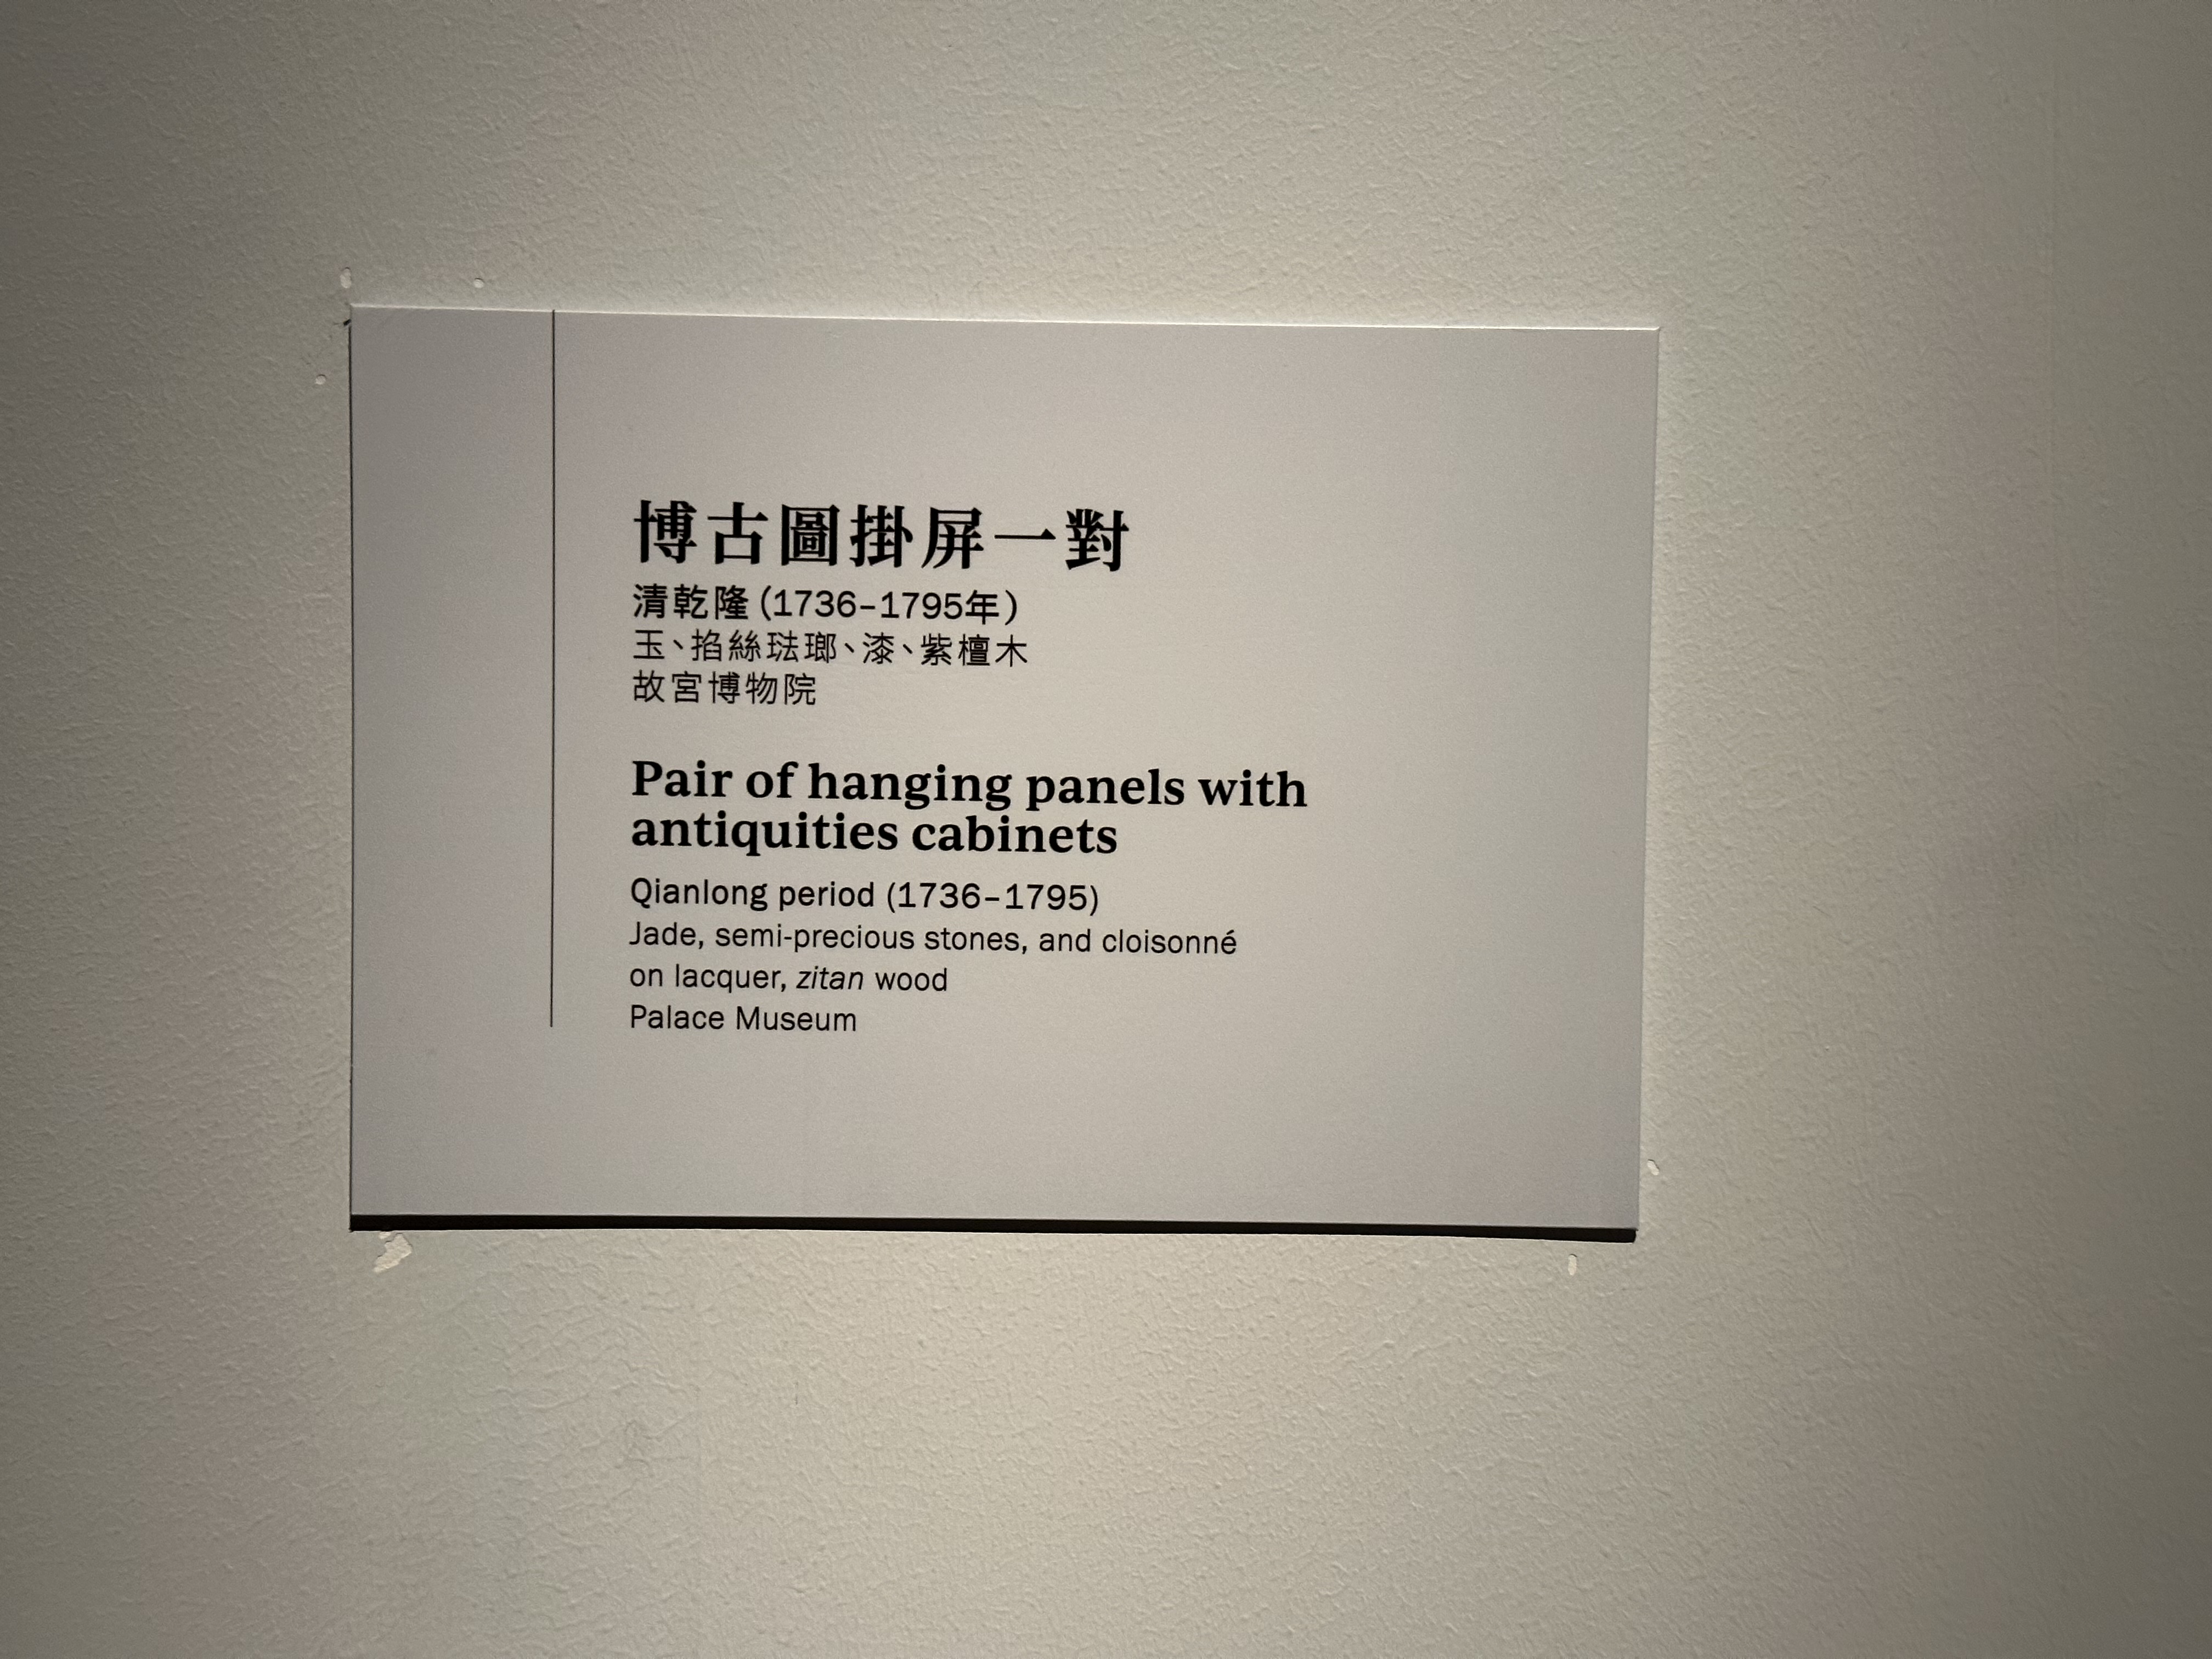 博古圖掛屏一對
清乾隆 (1736–1795年)
玉、掐絲琺瑯、漆、紫檀木
故宮博物院
Pair of hanging panels with
antiquities cabinets
Qianlong period (1736–1795)
Jade, semi-precious stones, and cloisonné
on lacquer, zitan wood
Palace Museum